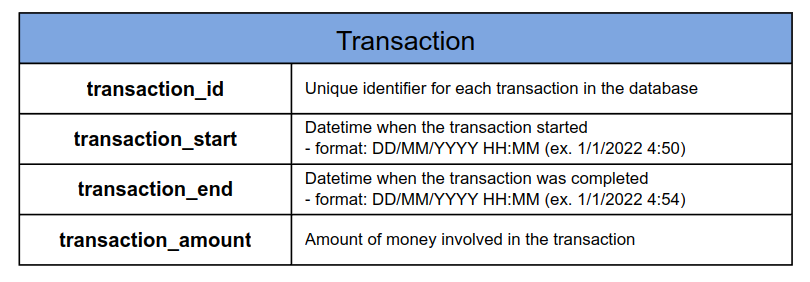 Transaction
transaction_id
Unique identifier for each transaction in the database
transaction_start
Datetime when the transaction started
- format: DD/MM/YYYY HH:MM (ex. 1/1/2022 4:50)
transaction_end
Datetime when the transaction was completed
- format: DD/MM/YYYY HH:MM (ex. 1/1/2022 4:54)
transaction_amount
Amount of money involved in the transaction